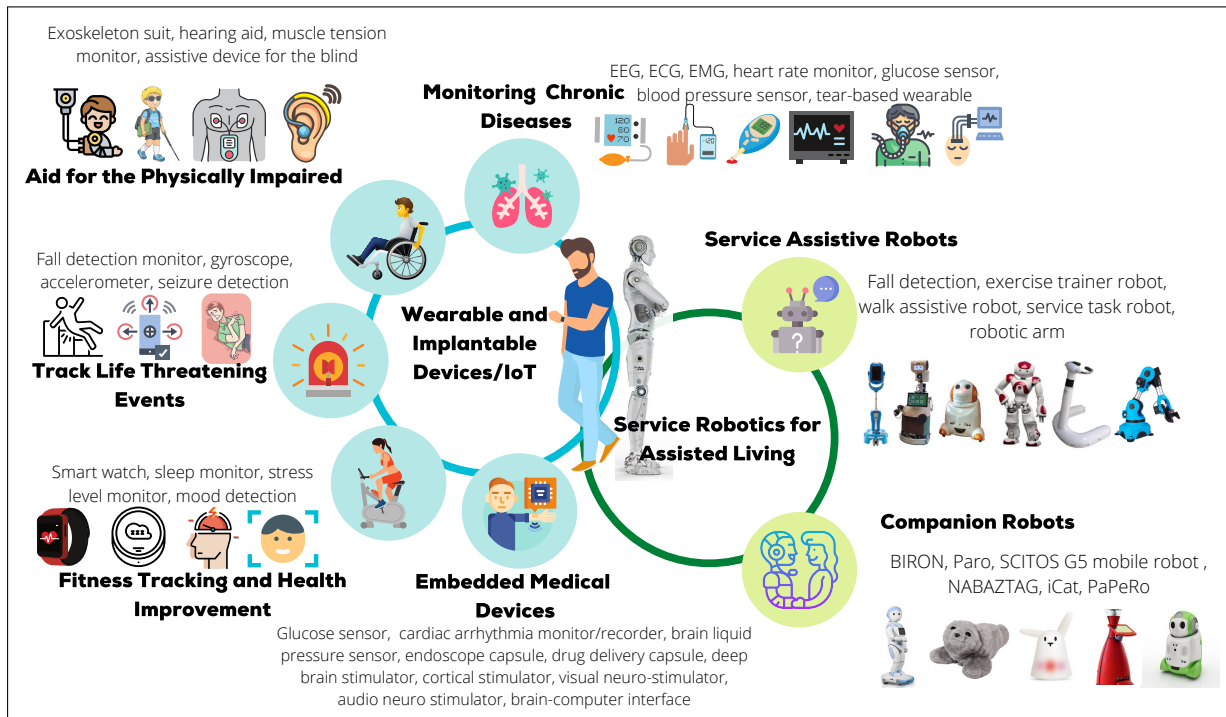 Exoskeleton suit, hearing aid, muscle tension
monitor, assistive device for the blind
Aid for the Physically Impaired
Monitoring Chronic
Diseases
EEG, ECG, EMG, heart rate monitor, glucose sensor,
blood pressure sensor, tear-based wearable
120
80
70
-120
Fall detection monitor, gyroscope,
accelerometer, seizure detection
Track Life Threatening
Events
Wearable and
Implantable
Devices/IoT
Service Assistive Robots
Fall detection, exercise trainer robot,
walk assistive robot, service task robot,
robotic arm
?
Service Robotics for
Assisted Living
Smart watch, sleep monitor, stress
level monitor, mood detection
zzz
Fitness Tracking and Health
Improvement
Embedded Medical
Devices
Glucose sensor, cardiac arrhythmia monitor/recorder, brain liquid
pressure sensor, endoscope capsule, drug delivery capsule, deep
brain stimulator, cortical stimulator, visual neuro-stimulator,
audio neuro stimulator, brain-computer interface
Companion Robots
BIRON, Paro, SCITOS G5 mobile robot ,
NABAZTAG, iCat, PaPeRo